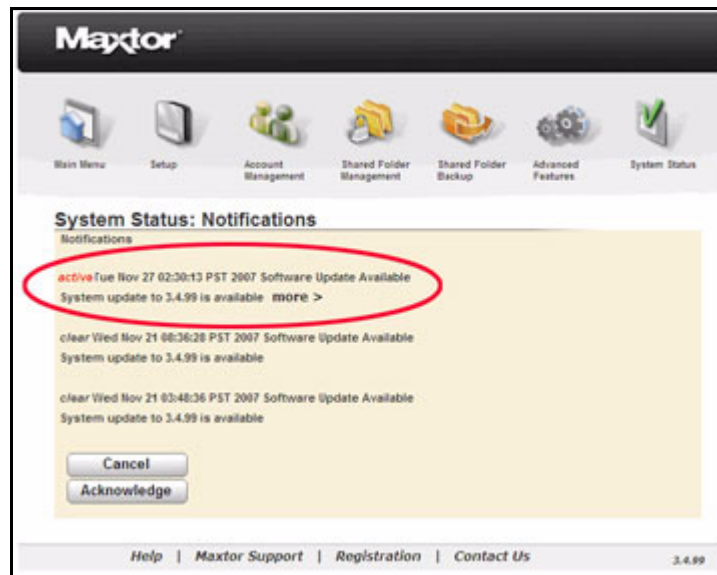 Maxtor
Main Menu
Setup
Account Management
Shared Folder Management
Shared Folder Backup
Advanced Features
System Status
System Status: Notifications
Notifications
active Tue Nov 27 02:30:13 PST 2007 Software Update Available
System update to 3.4.99 is available more >
clear Wed Nov 21 08:36:28 PST 2007 Software Update Available
System update to 3.4.99 is available
clear Wed Nov 21 03:48:36 PST 2007 Software Update Available
System update to 3.4.99 is available
Cancel
Acknowledge
Help | Maxtor Support | Registration | Contact Us
3.4.99